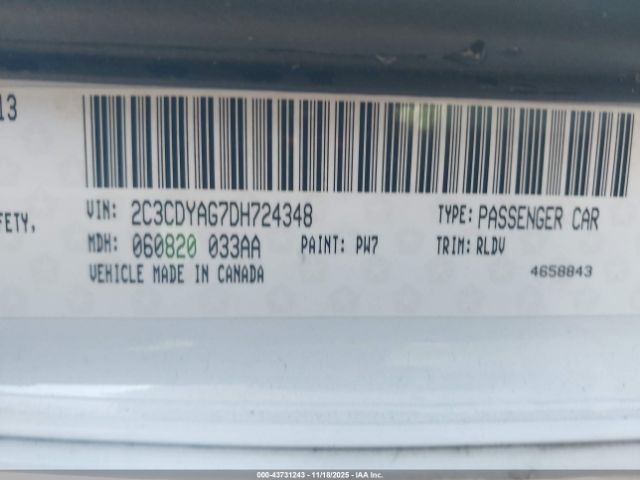 13
VIN: 2C3CDYAG7DH724348 TYPE: PASSENGER CAR
FETY,
MDH: 060820 033AA PAINT: PW7 TRIM: RLDV
VEHICLE MADE IN CANADA 4658843
000-43731243 - 11/18/2025 - IAA Inc.